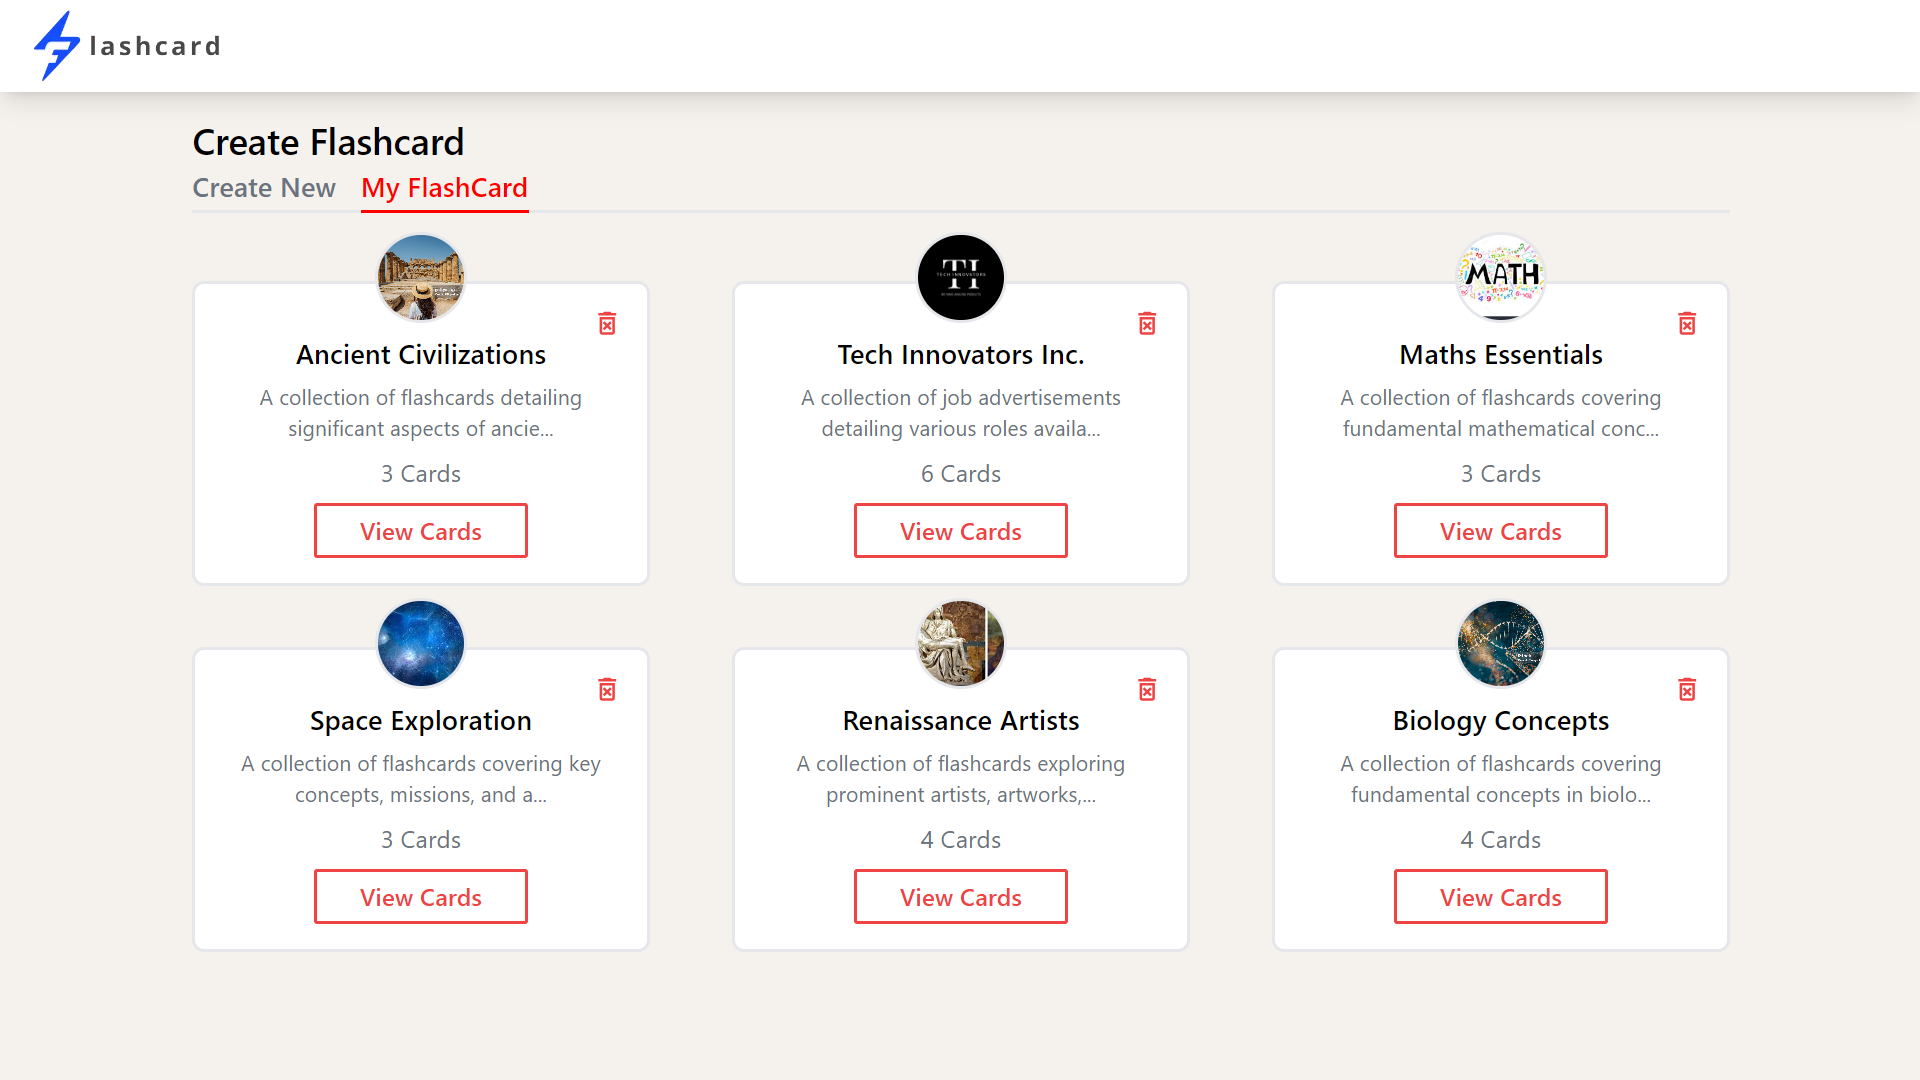 lashcard
Create Flashcard
Create New My FlashCard
TI
TECH INNOVATORS
MATH
Ancient Civilizations
A collection of flashcards detailing
significant aspects of ancie...
3 Cards
View Cards
Tech Innovators Inc.
A collection of job advertisements
detailing various roles availa...
6 Cards
View Cards
Maths Essentials
A collection of flashcards covering
fundamental mathematical conc...
3 Cards
View Cards
Space Exploration
A collection of flashcards covering key
concepts, missions, and a...
3 Cards
View Cards
Renaissance Artists
A collection of flashcards exploring
prominent artists, artworks,...
4 Cards
View Cards
Biology Concepts
A collection of flashcards covering
fundamental concepts in biolo...
4 Cards
View Cards